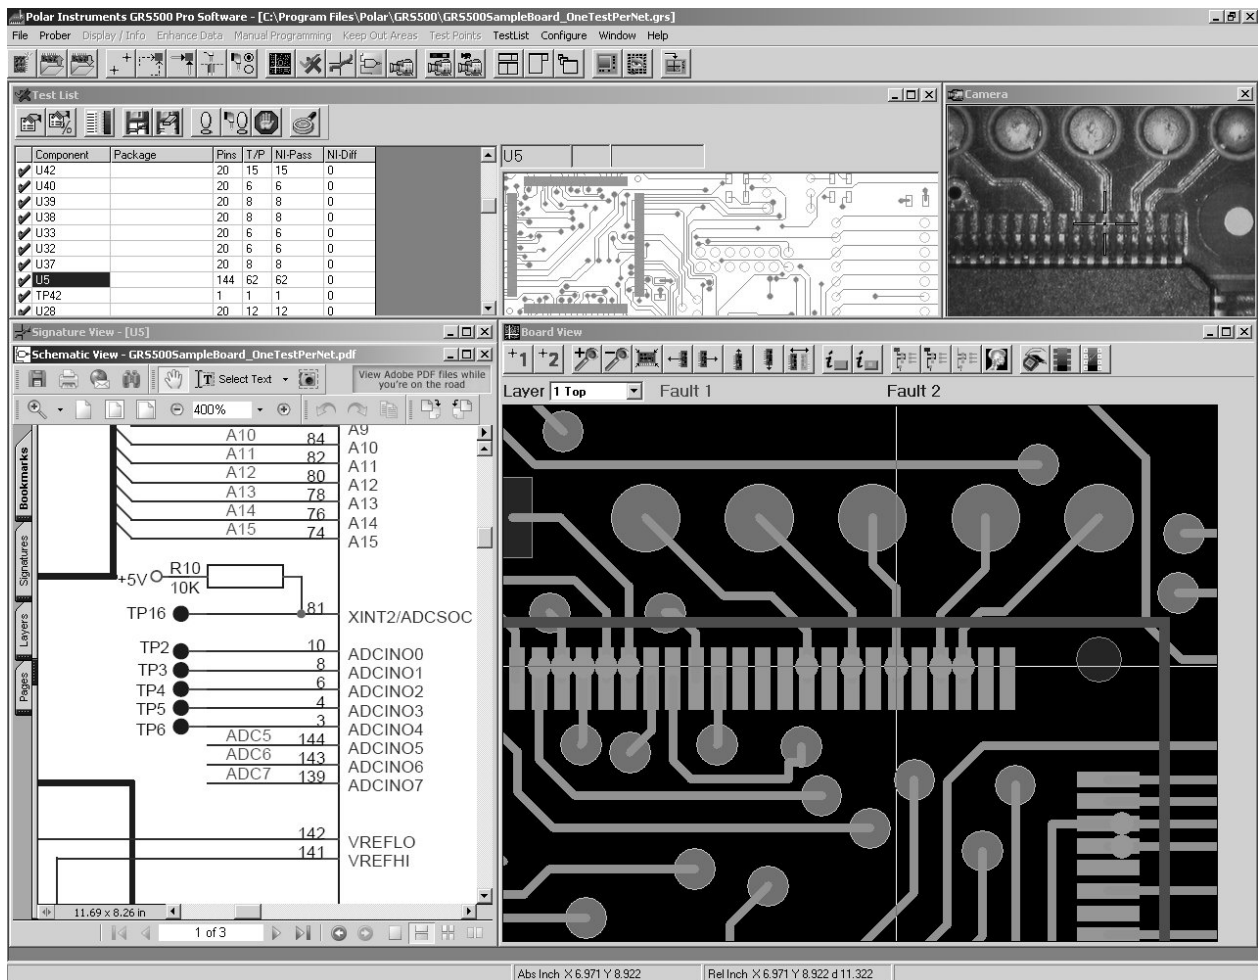 Polar Instruments GRS500 Pro Software - [C:\Program Files\Polar\GRS500\GRS500SampleBoard_OneTestPerNet.grs]
File Prober Display / Info Enhance Data Manual Programming Keep Out Areas Test Points TestList Configure Window Help
Test List
Camera
Component Package Pins T/P NI-Pass NI-Diff
U42 20 15 15 0
U40 20 6 6 0
U39 20 8 8 0
U38 20 8 8 0
U33 20 6 6 0
U32 20 6 6 0
U37 20 8 8 0
U5 144 62 62 0
TP42 1 1 1 0
U28 20 12 12 0
U5
Signature View - [U5]
Schematic View - GRS500SampleBoard_OneTestPerNet.pdf
Select Text
View Adobe PDF files while
you're on the road
400%
Bookmarks
Signatures
Layers
Pages
A9
A10 84 A10
A11 82 A11
A12 80 A12
A13 78 A13
A14 76 A14
A15 74 A15
+5V R10
10K
TP16 81 XINT2/ADCSOC
TP2 10 ADCINO0
TP3 8 ADCINO1
TP4 6 ADCINO2
TP5 4 ADCINO3
TP6 3 ADCINO4
ADC5 144 ADCINO5
ADC6 143 ADCINO6
ADC7 139 ADCINO7
142 VREFLO
141 VREFHI
11.69 x 8.26 in
1 of 3
Board View
+1 +2
Layer 1 Top Fault 1 Fault 2
Abs Inch X 6.971 Y 8.922 Rel Inch X 6.971 Y 8.922 d 11.322